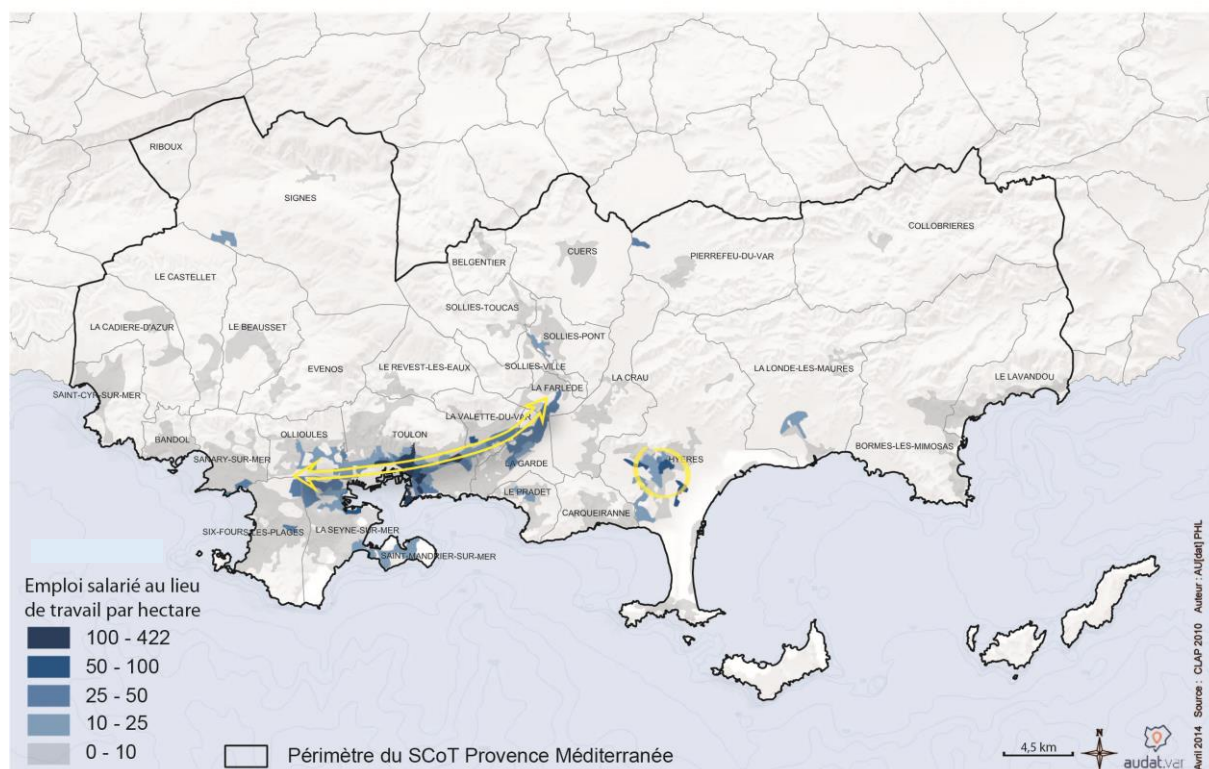 RIBOUX
SIGNES
COLLOBRIERES
CUERS
PIERREFEU-DU-VAR
BELGENTIER
LE CASTELLET
SOLLIES-TOUCAS
LA CADIERE-D'AZUR
LE BEAUSSET
SOLLIES-PONT
EVENOS
LE REVEST-LES-EAUX
SOLLIES-VILLE
LA CRAU
LA LONDE-LES-MAURES
LE LAVANDOU
LA FARLEDE
SAINT-CYR-SUR-MER
LA VALETTE-DU-VAR
BANDOL
OLLIOULES
TOULON
BORMES-LES-MIMOSAS
SANARY-SUR-MER
LA GARDE
HYERES
LE PRADET
CARQUEIRANNE
SIX-FOURS-LES-PLAGES
LA SEYNE-SUR-MER
SAINT-MANDRIER-SUR-MER
Emploi salarié au lieu
de travail par hectare
100 - 422
50 - 100
25 - 50
10 - 25
0 - 10
Périmètre du SCoT Provence Méditerranée
4,5 km
N
audat.var
Avril 2014 Source : CLAP 2010 Auteur : AU[dat] PHL